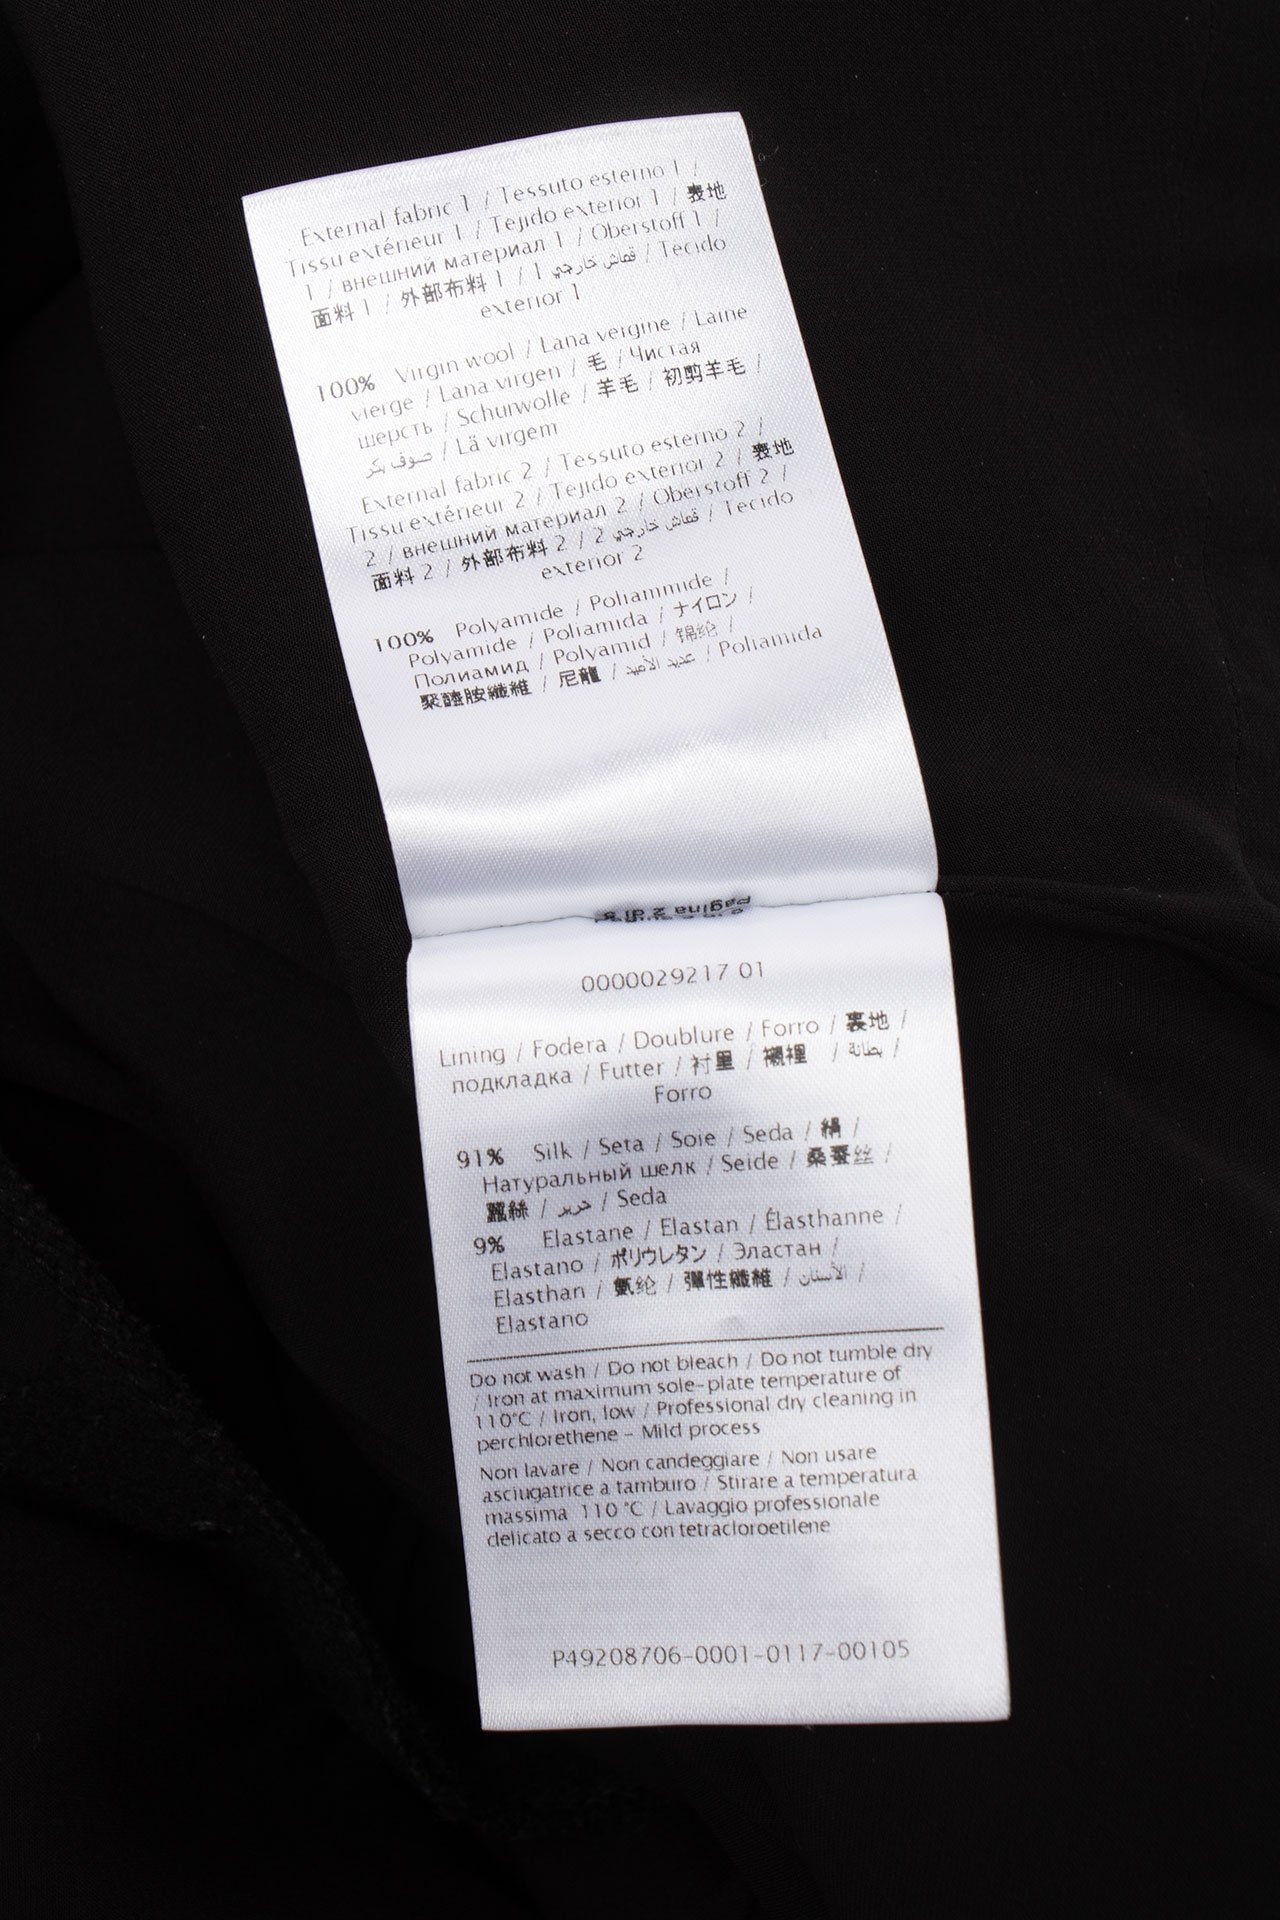 External fabric 1 / Tessuto esterno 1 /
Tissu extérieur 1 / Tejido exterior 1 / 表地
1 / внешний материал 1 / Oberstoff 1 /
面料 1 / 外部布料 1 / 1 قماش خارجي / Tecido
exterior 1
100% Virgin wool / Lana vergine / Laine
vierge / Lana virgen / 毛 / Чистая
шерсть / Schurwolle / 羊毛 / 初剪羊毛 /
صوف بكر / Lã virgem
External fabric 2 / Tessuto esterno 2 /
Tissu extérieur 2 / Tejido exterior 2 / 表地
2 / внешний материал 2 / Oberstoff 2 /
面料 2 / 外部布料 2 / 2 قماش خارجي / Tecido
exterior 2
100% Polyamide / Poliammide /
Polyamide / Poliamida / ナイロン /
Полиамид / Polyamid / 锦纶 /
聚醯胺纖維 / 尼龍 / / Poliamida
pagina 2 di
0000029217 01
Lining / Fodera / Doublure / Forro / 裏地 /
подкладка / Futter / 衬里 / 襯裡 / بطانة /
Forro
91% Silk / Seta / Soie / Seda / 絹 /
Натуральный шелк / Seide / 桑蚕丝 /
蠶絲 / حرير / Seda
9% Elastane / Elastan / Élasthanne /
Elastano / ポリウレタン / Эластан /
Elasthan / 氨纶 / 彈性纖維 / الألستان /
Elastano
Do not wash / Do not bleach / Do not tumble dry
/ Iron at maximum sole-plate temperature of
110°C / Iron, low / Professional dry cleaning in
perchlorethene - Mild process
Non lavare / Non candeggiare / Non usare
asciugatrice a tamburo / Stirare a temperatura
massima 110 °C / Lavaggio professionale
delicato a secco con tetracloroetilene
P49208706-0001-0117-00105